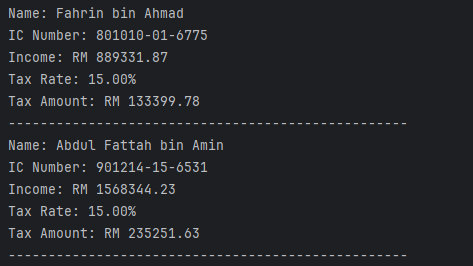 Name: Fahrin bin Ahmad
IC Number: 801010-01-6775
Income: RM 889331.87
Tax Rate: 15.00%
Tax Amount: RM 133399.78
--------------------------------------------------
Name: Abdul Fattah bin Amin
IC Number: 901214-15-6531
Income: RM 1568344.23
Tax Rate: 15.00%
Tax Amount: RM 235251.63
--------------------------------------------------